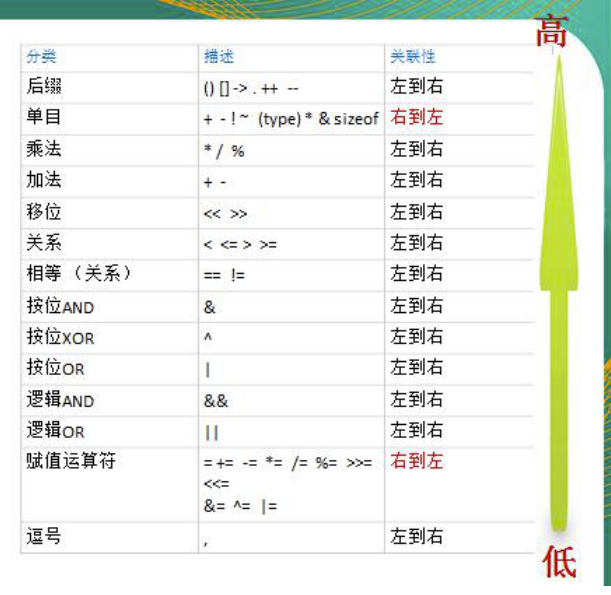 高
分类 描述 关联性
后缀 () [] -> . ++ -- 左到右
单目 + - ! ~ (type) * & sizeof 右到左
乘法 * / % 左到右
加法 + - 左到右
移位 << >> 左到右
关系 < <= > >= 左到右
相等 （关系） == != 左到右
按位AND & 左到右
按位XOR ^ 左到右
按位OR | 左到右
逻辑AND && 左到右
逻辑OR || 左到右
赋值运算符 = += -= *= /= %= >>= 右到左
<<=
&= ^= |=
逗号 , 左到右
低